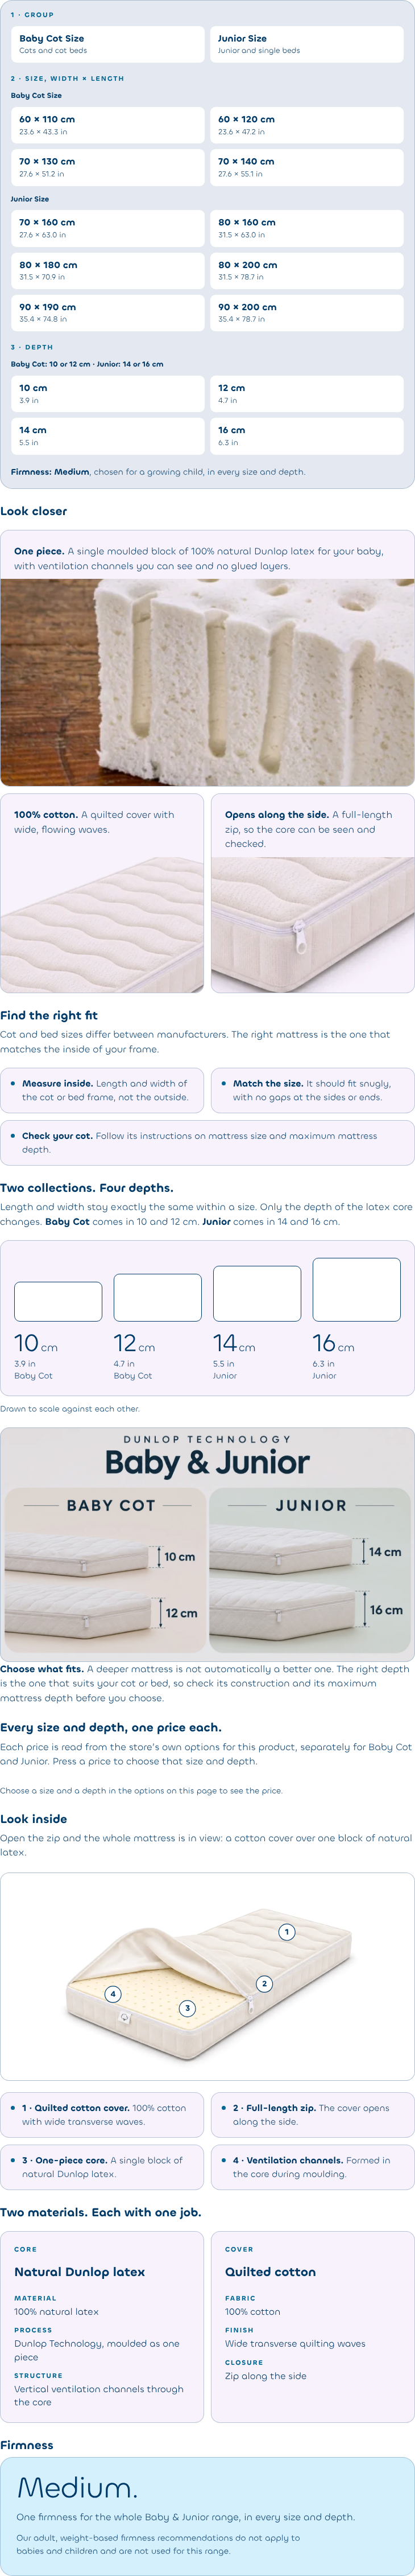 1 · GROUP
Baby Cot Size
Cots and cot beds
Junior Size
Junior and single beds
2 · SIZE, WIDTH × LENGTH
Baby Cot Size
60 × 110 cm
23.6 × 43.3 in
60 × 120 cm
23.6 × 47.2 in
70 × 130 cm
27.6 × 51.2 in
70 × 140 cm
27.6 × 55.1 in
Junior Size
70 × 160 cm
27.6 × 63.0 in
80 × 160 cm
31.5 × 63.0 in
80 × 180 cm
31.5 × 70.9 in
80 × 200 cm
31.5 × 78.7 in
90 × 190 cm
35.4 × 74.8 in
90 × 200 cm
35.4 × 78.7 in
3 · DEPTH
Baby Cot: 10 or 12 cm · Junior: 14 or 16 cm
10 cm
3.9 in
12 cm
4.7 in
14 cm
5.5 in
16 cm
6.3 in
Firmness: Medium, chosen for a growing child, in every size and depth.
Look closer
One piece. A single moulded block of 100% natural Dunlop latex for your baby,
with ventilation channels you can see and no glued layers.
100% cotton. A quilted cover with
wide, flowing waves.
Opens along the side. A full-length
zip, so the core can be seen and
checked.
Find the right fit
Cot and bed sizes differ between manufacturers. The right mattress is the one that
matches the inside of your frame.
Measure inside. Length and width of
the cot or bed frame, not the outside.
Match the size. It should fit snugly,
with no gaps at the sides or ends.
Check your cot. Follow its instructions on mattress size and maximum mattress
depth.
Two collections. Four depths.
Length and width stay exactly the same within a size. Only the depth of the latex core
changes. Baby Cot comes in 10 and 12 cm. Junior comes in 14 and 16 cm.
10 cm
3.9 in
Baby Cot
12 cm
4.7 in
Baby Cot
14 cm
5.5 in
Junior
16 cm
6.3 in
Junior
Drawn to scale against each other.
DUNLOP TECHNOLOGY
Baby & Junior
BABY COT
10 cm
12 cm
JUNIOR
14 cm
16 cm
Choose what fits. A deeper mattress is not automatically a better one. The right depth
is the one that suits your cot or bed, so check its construction and its maximum
mattress depth before you choose.
Every size and depth, one price each.
Each price is read from the store's own options for this product, separately for Baby Cot
and Junior. Press a price to choose that size and depth.
Choose a size and a depth in the options on this page to see the price.
Look inside
Open the zip and the whole mattress is in view: a cotton cover over one block of natural
latex.
1
2
3
4
1 · Quilted cotton cover. 100% cotton
with wide transverse waves.
2 · Full-length zip. The cover opens
along the side.
3 · One-piece core. A single block of
natural Dunlop latex.
4 · Ventilation channels. Formed in
the core during moulding.
Two materials. Each with one job.
CORE
Natural Dunlop latex
MATERIAL
100% natural latex
PROCESS
Dunlop Technology, moulded as one
piece
STRUCTURE
Vertical ventilation channels through
the core
COVER
Quilted cotton
FABRIC
100% cotton
FINISH
Wide transverse quilting waves
CLOSURE
Zip along the side
Firmness
Medium.
One firmness for the whole Baby & Junior range, in every size and depth.
Our adult, weight-based firmness recommendations do not apply to
babies and children and are not used for this range.